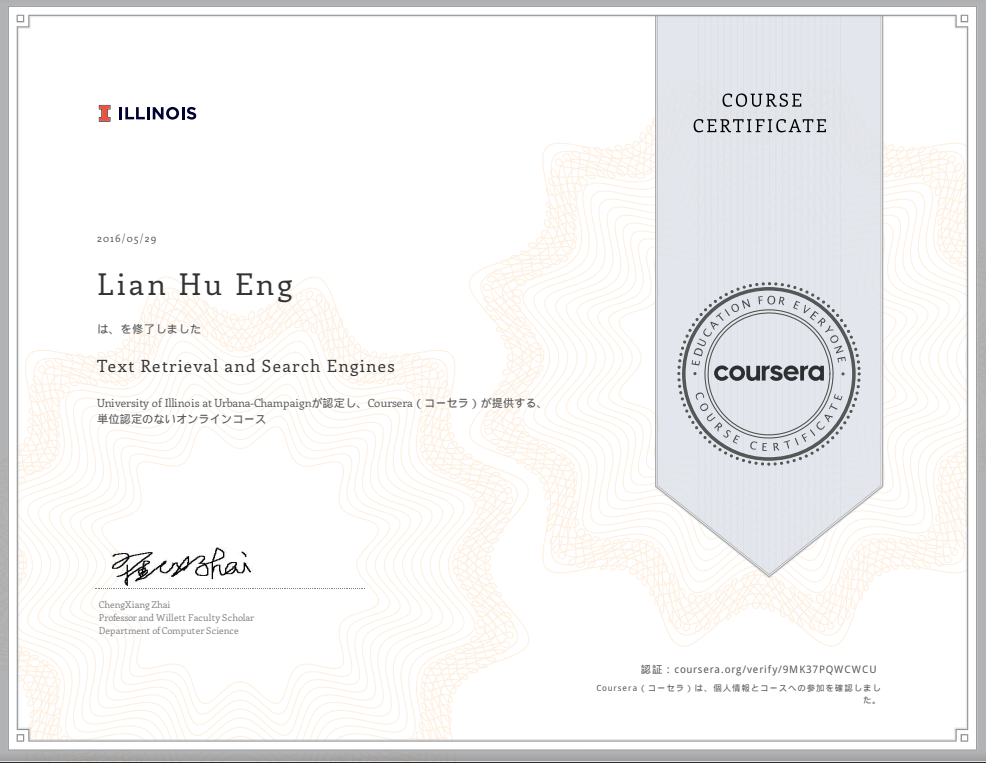 ILLINOIS
COURSE
CERTIFICATE
2016/05/29
Lian Hu Eng
は、を修了しました
Text Retrieval and Search Engines
University of Illinois at Urbana-Champaignが認定し、Coursera ( コーセラ ) が提供する、
単位認定のないオンラインコース
EDUCATION FOR EVERYONE
coursera
COURSE CERTIFICATE
ChengXiang Zhai
Professor and Willett Faculty Scholar
Department of Computer Science
認証 : coursera.org/verify/9MK37PQWCWCU
Coursera ( コーセラ ) は、個人情報とコースへの参加を確認しまし
た。